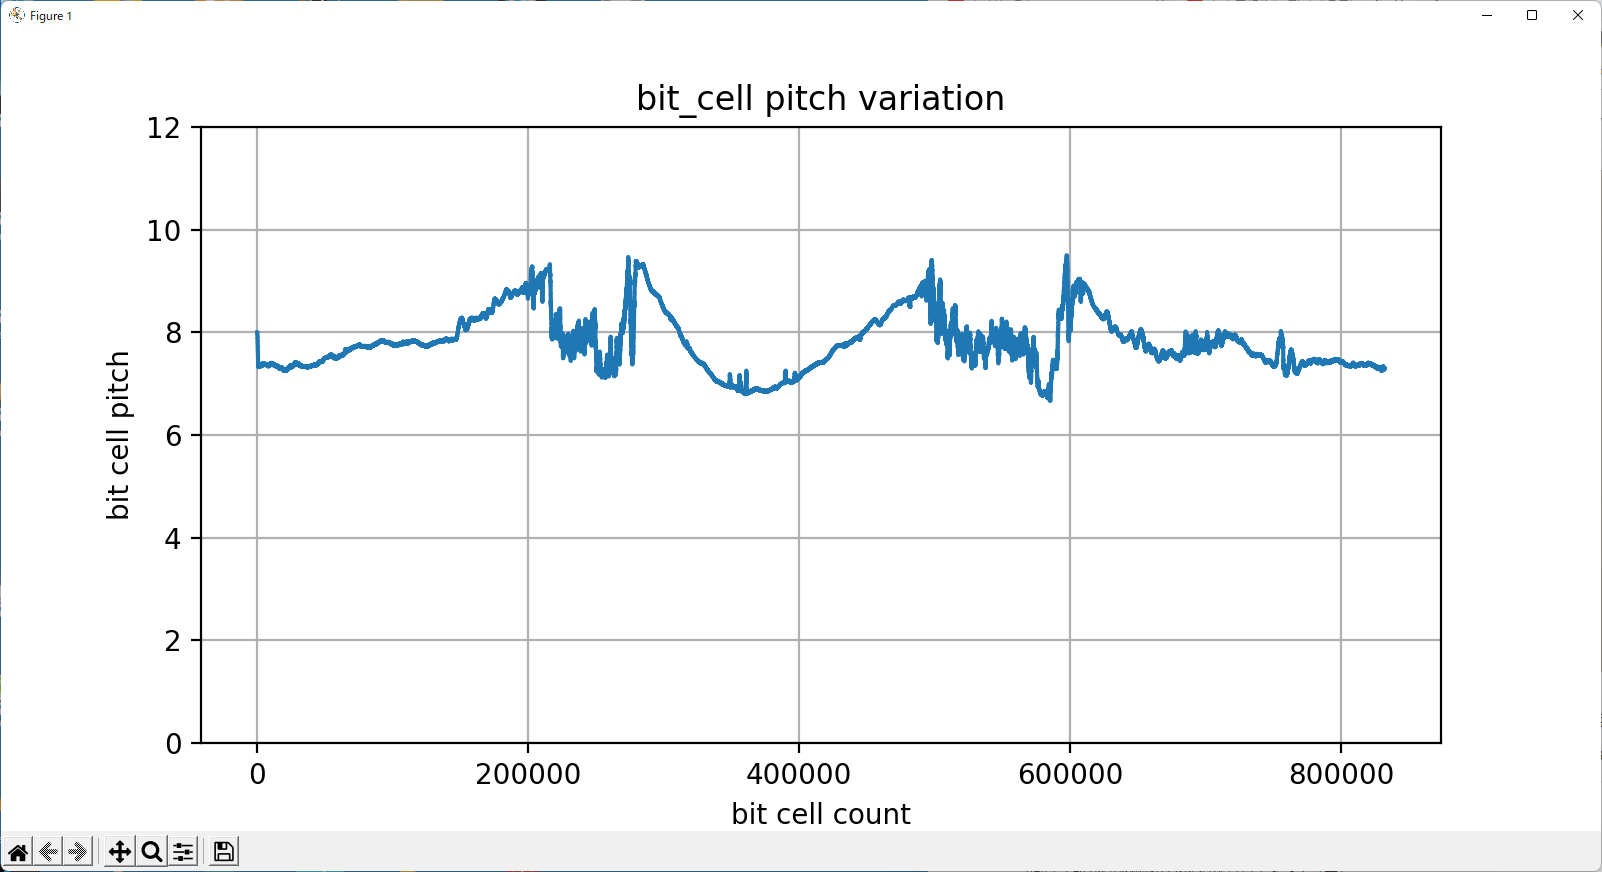 Figure 1
bit_cell pitch variation
12
10
8
6
4
2
0
bit cell pitch
0 200000 400000 600000 800000
bit cell count